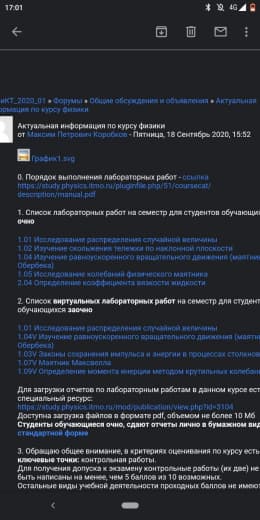 17:01
4G
иКТ_2020_01 » Форумы » Общие обсуждения и объявления » Актуальная
ормация по курсу физики
Актуальная информация по курсу физики
от Максим Петрович Коробков - Пятница, 18 Сентябрь 2020, 15:52
График1.svg
0. Порядок выполнения лабораторных работ - ссылка
https://study.physics.itmo.ru/pluginfile.php/51/coursecat/
description/manual.pdf
1. Список лабораторных работ на семестр для студентов обучающих
очно
1.01 Исследование распределения случайной величины
1.02 Изучение скольжения тележки по наклонной плоскости
1.04 Изучение равноускоренного вращательного движения (маятник
Обербека)
1.05 Исследование колебаний физического маятника
2.04 Определение коэффициента вязкости жидкости
2. Список виртуальных лабораторных работ на семестр для студен
обучающихся заочно
1.01 Исследование распределения случайной величины
1.04V Изучение равноускоренного вращательного движения (маятни
Обербека)
1.03V Законы сохранения импульса и энергии в процессах столкнов
1.07V Маятник Максвелла
1.09V Определение момента инерции методом крутильных колебани
Для загрузки отчетов по лабораторным работам в данном курсе ест
специальный ресурс:
https://study.physics.itmo.ru/mod/publication/view.php?id=3104
Доступна загрузка файлов в формате pdf, объемом не более 10 Мб
Студенты обучающиеся очно, сдают отчеты лично в бумажном вид
стандартной форме
3. Обращаю общее внимание, в критериях оценивания по курсу есть
ключевые точки: контрольная работа.
Для получения допуска к экзамену контрольные работы (их две) не
быть написаны на менее, чем 5 баллов из 10 возможных.
Остальные виды учебной деятельности проходных баллов не имеют